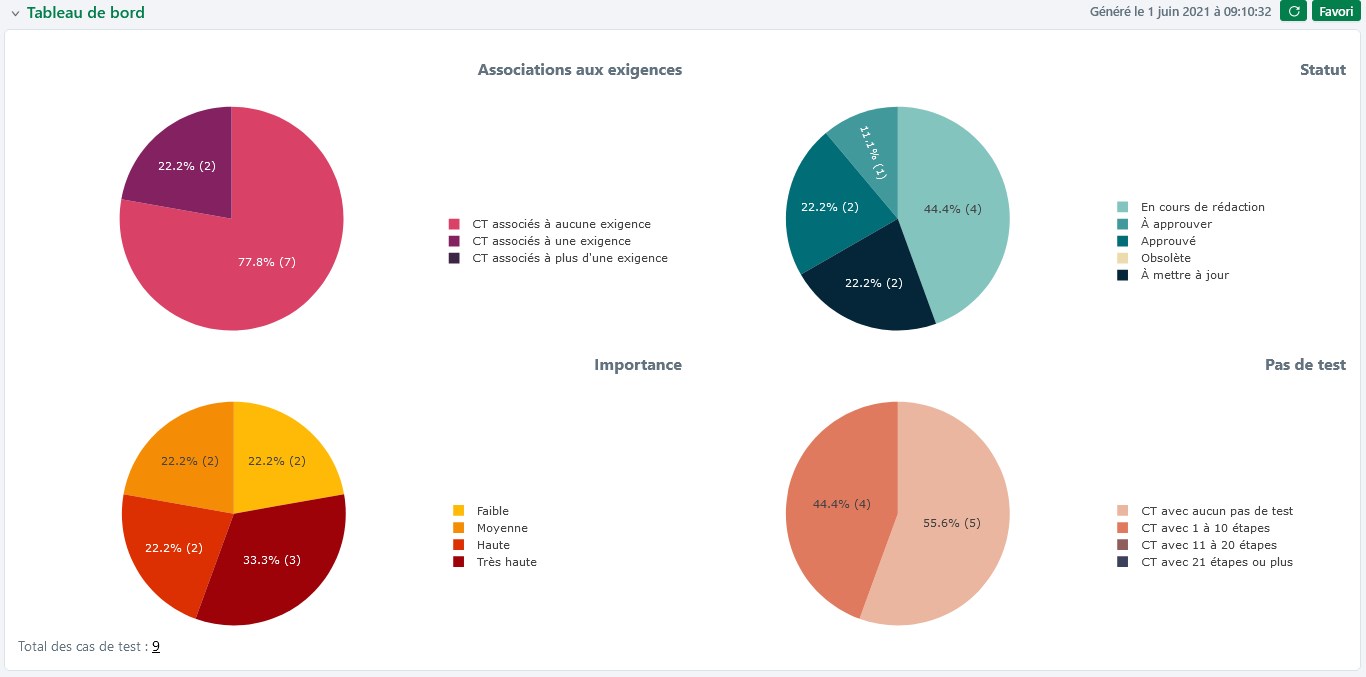 Tableau de bord
Généré le 1 juin 2021 à 09:10:32
Favori
Associations aux exigences
22.2% (2)
77.8% (7)
CT associés à aucune exigence
CT associés à une exigence
CT associés à plus d'une exigence
Statut
11.1% (1)
22.2% (2)
44.4% (4)
22.2% (2)
En cours de rédaction
À approuver
Approuvé
Obsolète
À mettre à jour
Importance
22.2% (2)
22.2% (2)
22.2% (2)
33.3% (3)
Faible
Moyenne
Haute
Très haute
Pas de test
44.4% (4)
55.6% (5)
CT avec aucun pas de test
CT avec 1 à 10 étapes
CT avec 11 à 20 étapes
CT avec 21 étapes ou plus
Total des cas de test : 9